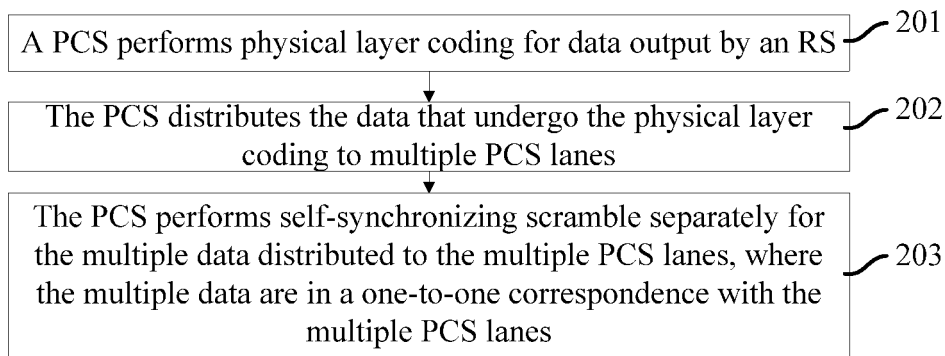 A PCS performs physical layer coding for data output by an RS
201
The PCS distributes the data that undergo the physical layer
coding to multiple PCS lanes
202
The PCS performs self-synchronizing scramble separately for
the multiple data distributed to the multiple PCS lanes, where
the multiple data are in a one-to-one correspondence with the
multiple PCS lanes
203